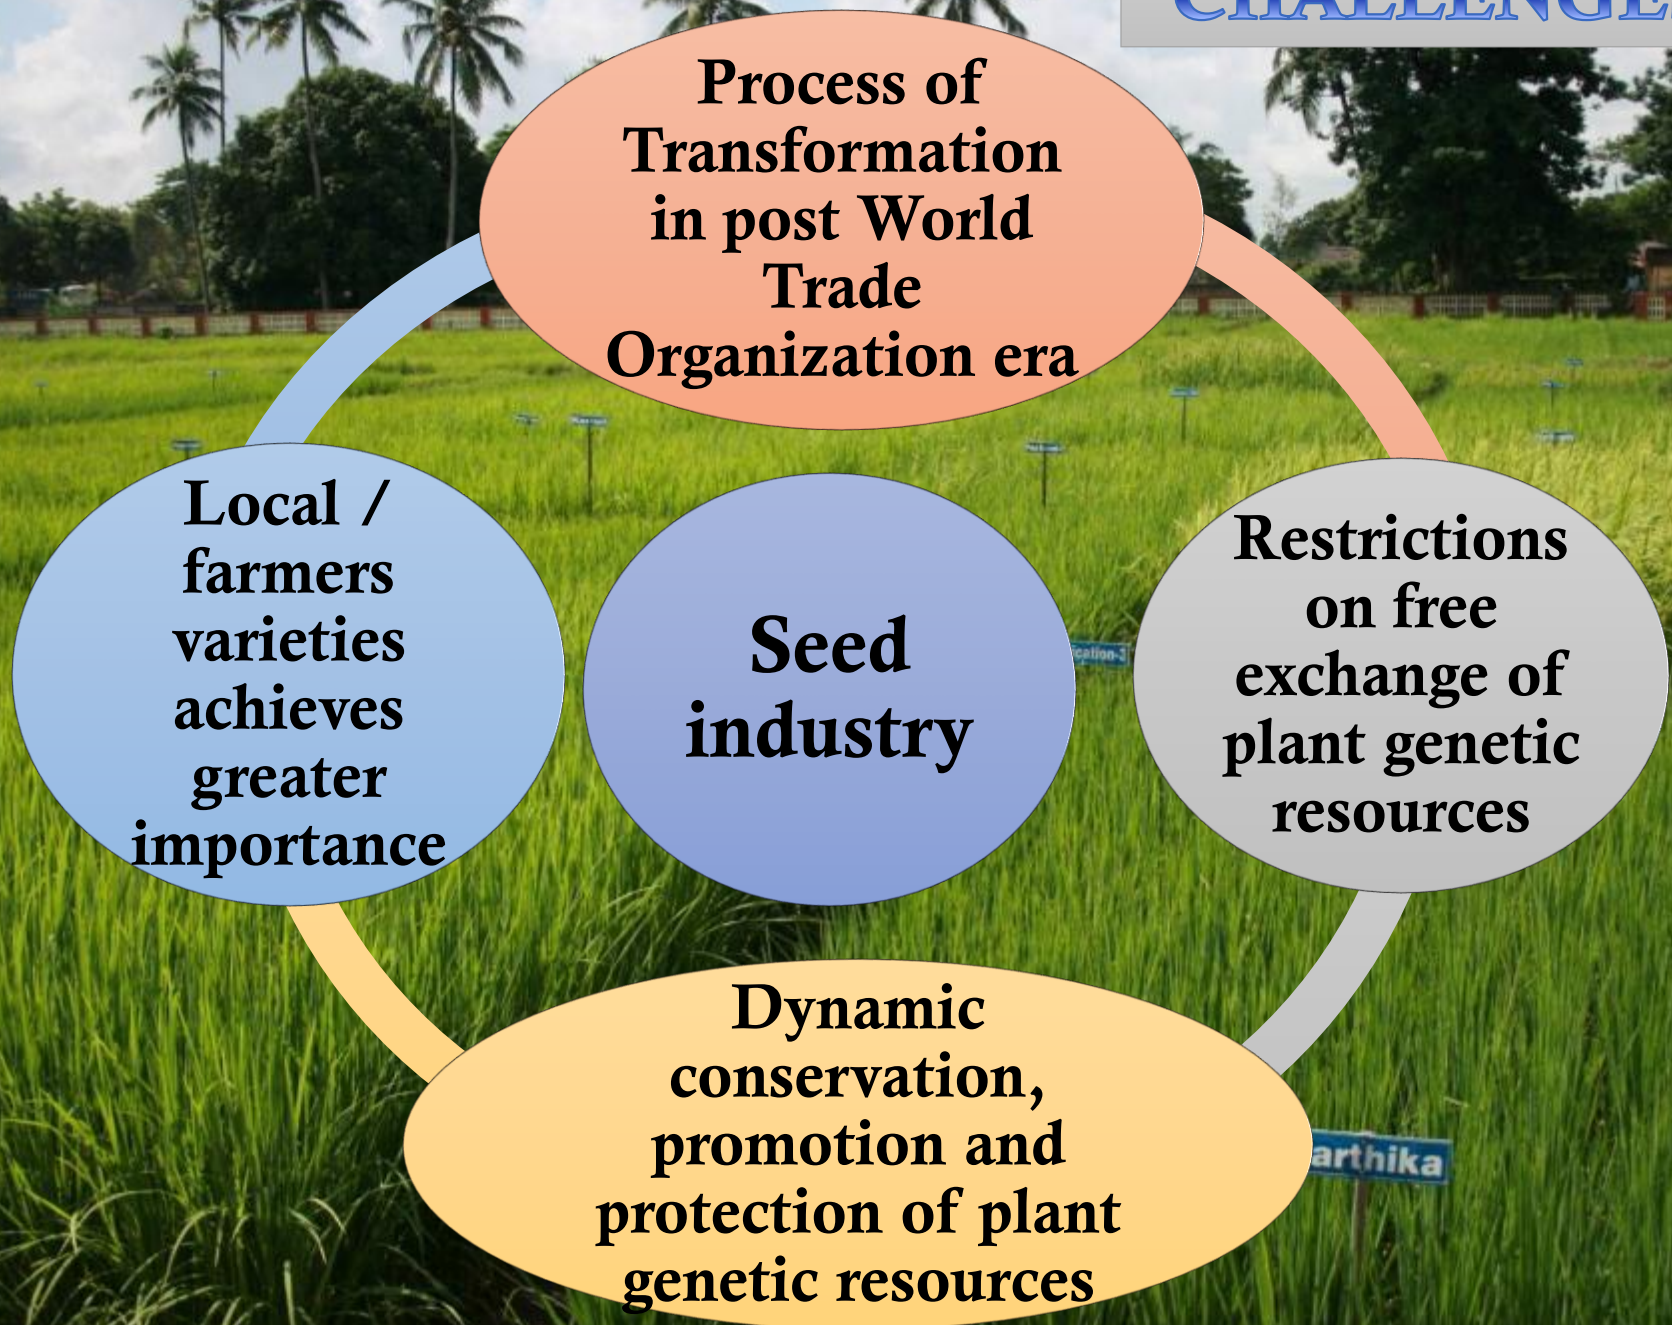 Process of
Transformation
in post World
Trade
Organization era
Local /
farmers
varieties
achieves
greater
importance
Seed
industry
Restrictions
on free
exchange of
plant genetic
resources
Dynamic
conservation,
promotion and
protection of plant
genetic resources
arthika